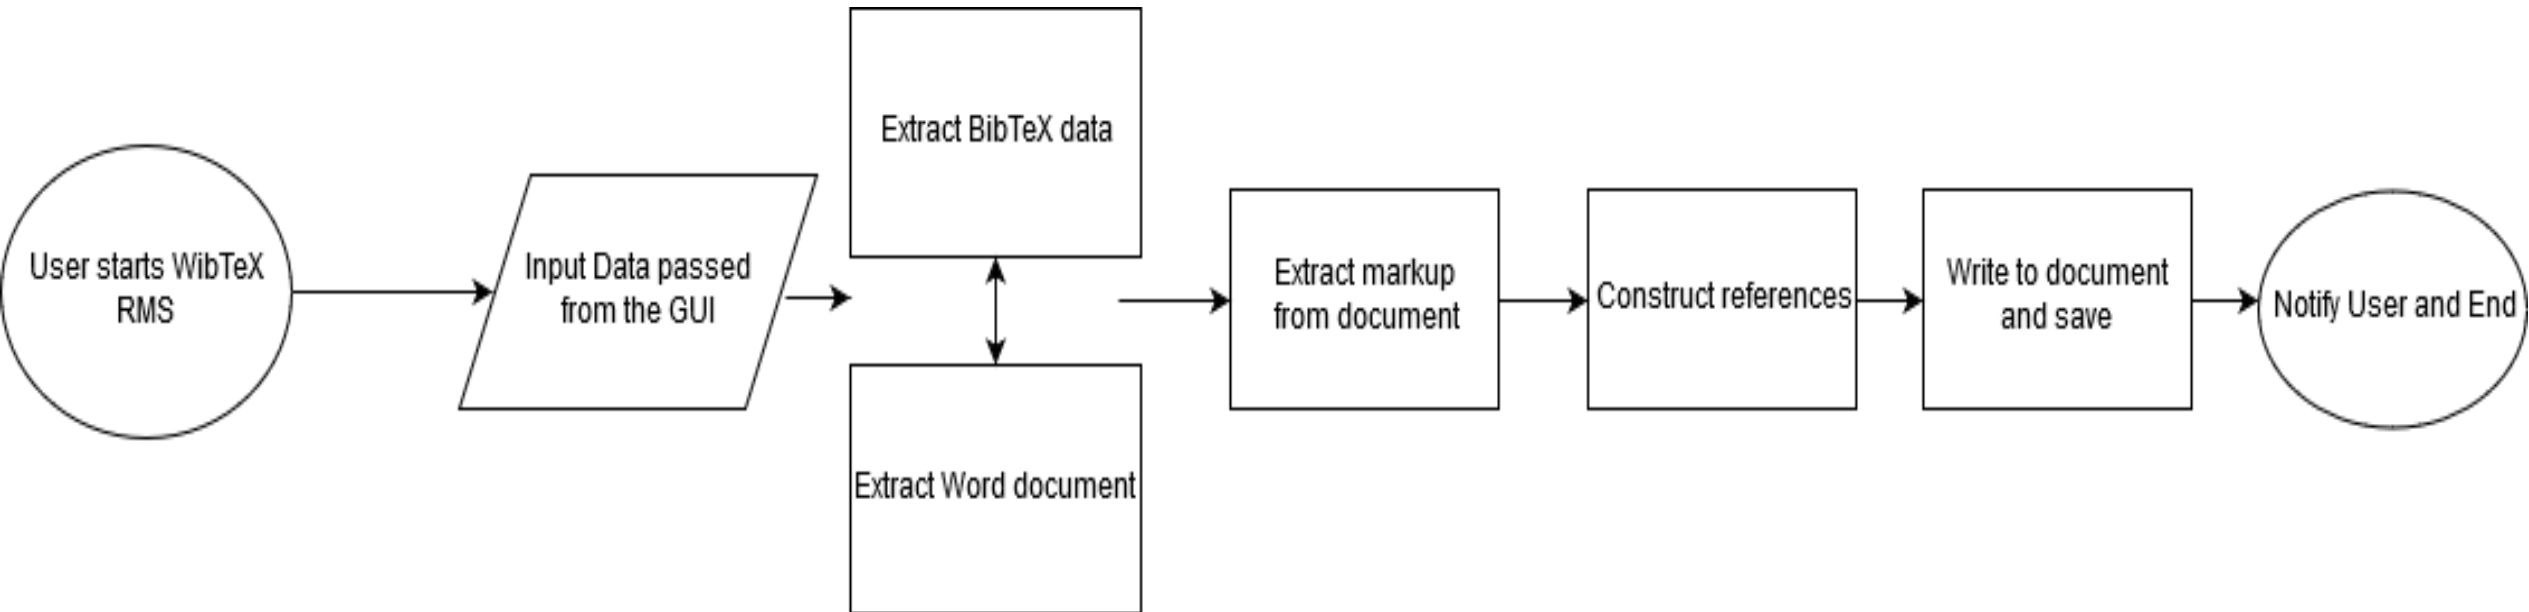 User starts WibTeX
RMS
Input Data passed
from the GUI
Extract BibTeX data
Extract Word document
Extract markup
from document
Construct references
Write to document
and save
Notify User and End